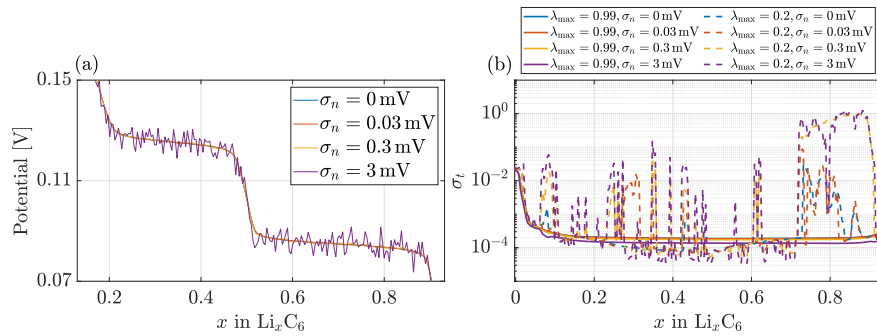 (a)
0.15
0.11
0.07
Potential [V]
0.2 0.4 0.6 0.8
x in LiₓC₆
σₙ = 0 mV
σₙ = 0.03 mV
σₙ = 0.3 mV
σₙ = 3 mV
λmax = 0.99, σₙ = 0 mV
λmax = 0.99, σₙ = 0.03 mV
λmax = 0.99, σₙ = 0.3 mV
λmax = 0.99, σₙ = 3 mV
λmax = 0.2, σₙ = 0 mV
λmax = 0.2, σₙ = 0.03 mV
λmax = 0.2, σₙ = 0.3 mV
λmax = 0.2, σₙ = 3 mV
(b)
10⁰
10⁻²
10⁻⁴
σₜ
0 0.2 0.4 0.6 0.8
x in LiₓC₆